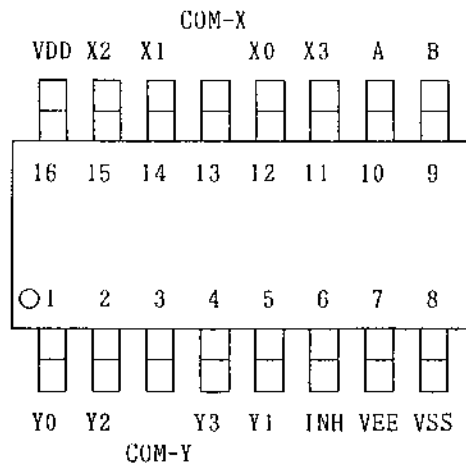 COM-X
VDD X2 X1 X0 X3 A B
16 15 14 13 12 11 10 9
1 2 3 4 5 6 7 8
Y0 Y2 Y3 Y1 INH VEE VSS
COM-Y